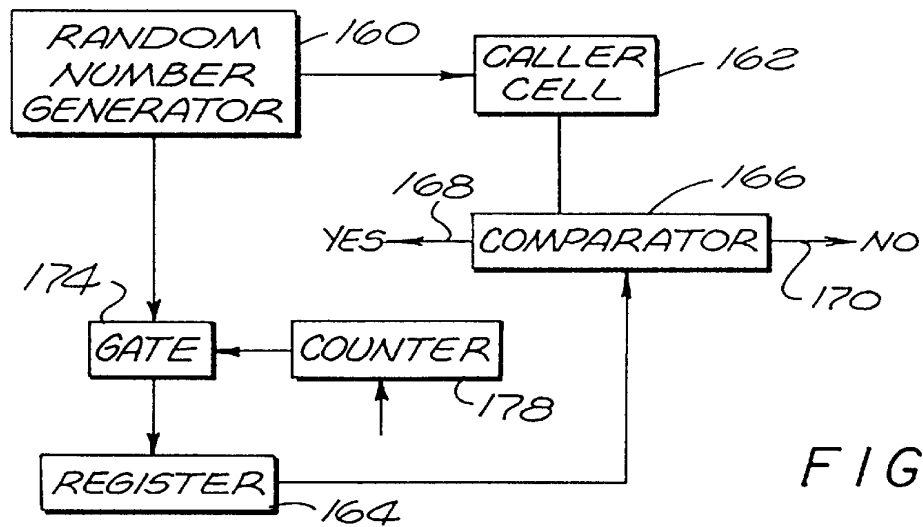 RANDOM
NUMBER
GENERATOR
160
CALLER
CELL
162
166
168
YES
COMPARATOR
NO
170
174
GATE
COUNTER
178
REGISTER
164
FIG